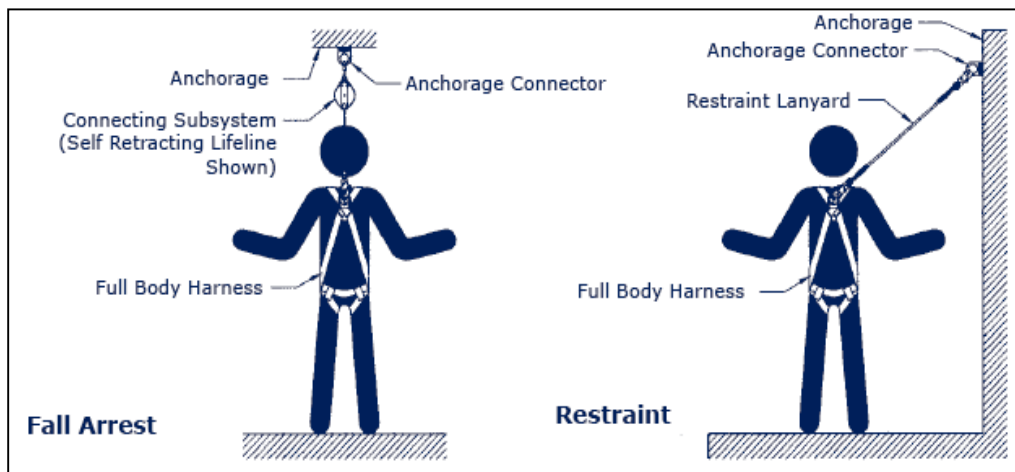 Anchorage
Anchorage Connector
Connecting Subsystem
(Self Retracting Lifeline
Shown)
Full Body Harness
Fall Arrest
Anchorage
Anchorage Connector
Restraint Lanyard
Full Body Harness
Restraint